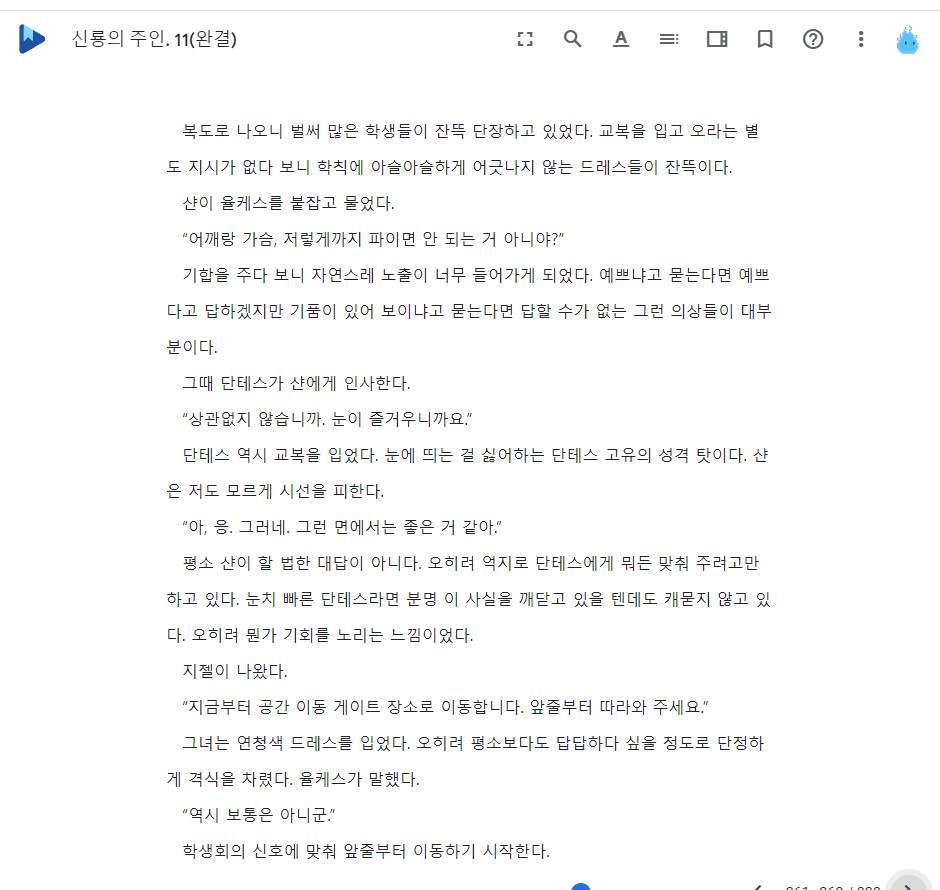 신룡의 주인. 11(완결)
복도로 나오니 벌써 많은 학생들이 잔뜩 단장하고 있었다. 교복을 입고 오라는 별
도 지시가 없다 보니 학칙에 아슬아슬하게 어긋나지 않는 드레스들이 잔뜩이다.
샨이 율케스를 붙잡고 물었다.
“어깨랑 가슴, 저렇게까지 파이면 안 되는 거 아니야?”
기합을 주다 보니 자연스레 노출이 너무 들어가게 되었다. 예쁘냐고 묻는다면 예쁘
다고 답하겠지만 기품이 있어 보이냐고 묻는다면 답할 수가 없는 그런 의상들이 대부
분이다.
그때 단테스가 샨에게 인사한다.
“상관없지 않습니까. 눈이 즐거우니까요.”
단테스 역시 교복을 입었다. 눈에 띄는 걸 싫어하는 단테스 고유의 성격 탓이다. 샨
은 저도 모르게 시선을 피한다.
“아, 응. 그러네. 그런 면에서는 좋은 거 같아.”
평소 샨이 할 법한 대답이 아니다. 오히려 억지로 단테스에게 뭐든 맞춰 주려고만
하고 있다. 눈치 빠른 단테스라면 분명 이 사실을 깨닫고 있을 텐데도 캐묻지 않고 있
다. 오히려 뭔가 기회를 노리는 느낌이었다.
지젤이 나왔다.
“지금부터 공간 이동 게이트 장소로 이동합니다. 앞줄부터 따라와 주세요.”
그녀는 연청색 드레스를 입었다. 오히려 평소보다도 답답하다 싶을 정도로 단정하
게 격식을 차렸다. 율케스가 말했다.
“역시 보통은 아니군.”
학생회의 신호에 맞춰 앞줄부터 이동하기 시작한다.